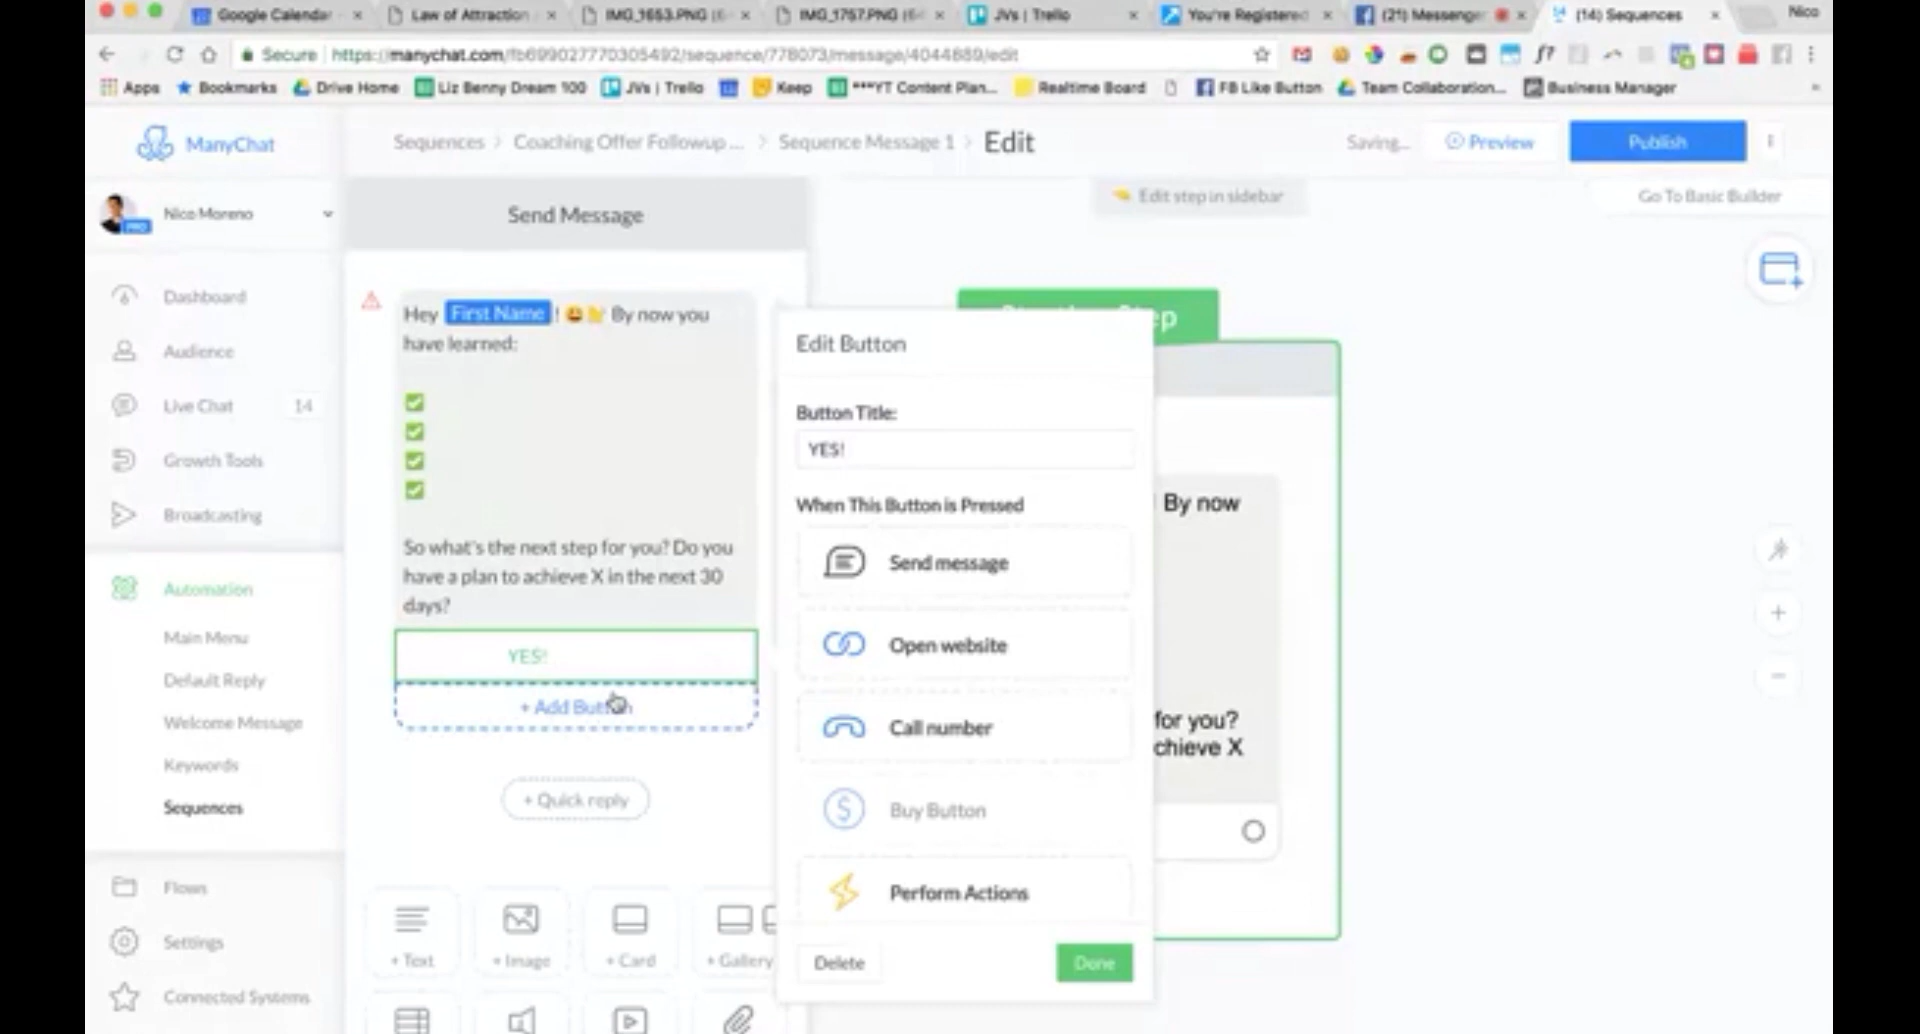 Google Calendar
Law of Attraction
IMG_1653.PNG
IMG_1757.PNG
JVs | Trello
You're Registered
(21) Messenge
(14) Sequences
Nico
Secure
https://manychat.com/fb699027770305492/sequence/778073/message/4044659/edit
Apps
Bookmarks
Drive Home
Liz Benny Dream 100
JVs | Trello
Keep
***YT Content Plan...
Realtime Board
FB Like Button
Team Collaboration...
Business Manager
ManyChat
Sequences > Coaching Offer Followup ... > Sequence Message 1 > Edit
Saving...
Preview
Publish
Nico Moreno
PRO
Send Message
Edit step in sidebar
Go To Basic Builder
Dashboard
Audience
Live Chat 14
Growth Tools
Broadcasting
Automation
Main Menu
Default Reply
Welcome Message
Keywords
Sequences
Flows
Settings
Connected Systems
Hey First Name ! 😀👋 By now you
have learned:
✅
✅
✅
✅
So what's the next step for you? Do you
have a plan to achieve X in the next 30
days?
YES!
+ Add Button
+ Quick reply
+ Text
+ Image
+ Card
+ Gallery
Edit Button
Button Title:
YES!
When This Button is Pressed
Send message
Open website
Call number
Buy Button
Perform Actions
Delete
Done
By now
for you?
chieve X